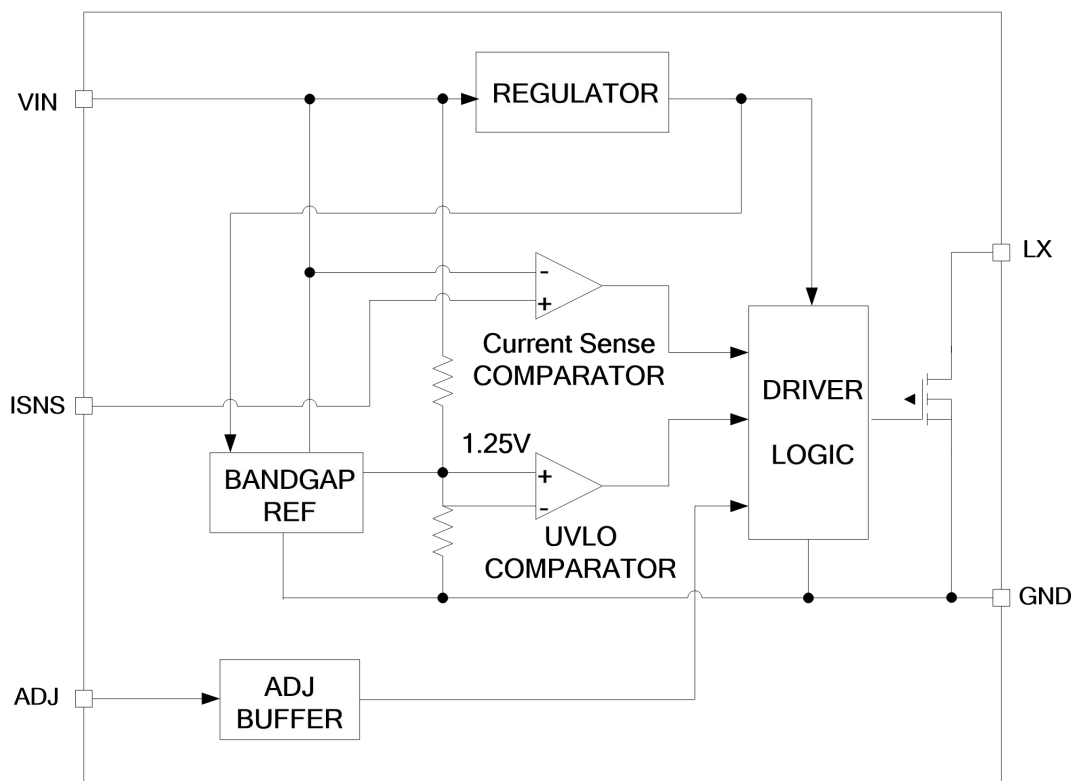 VIN
REGULATOR
LX
-
+
Current Sense
COMPARATOR
ISNS
DRIVER
LOGIC
1.25V
BANDGAP
REF
+
-
UVLO
COMPARATOR
GND
ADJ
ADJ
BUFFER